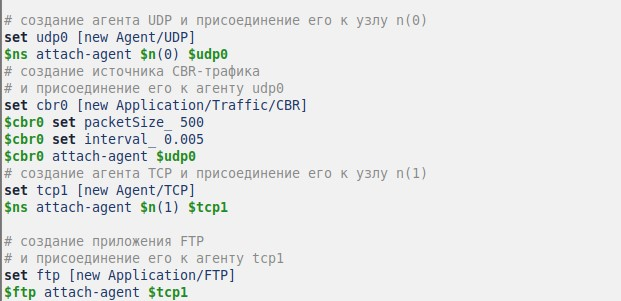 # создание агента UDP и присоединение его к узлу n(0)
set udp0 [new Agent/UDP]
$ns attach-agent $n(0) $udp0
# создание источника CBR-трафика
# и присоединение его к агенту udp0
set cbr0 [new Application/Traffic/CBR]
$cbr0 set packetSize_ 500
$cbr0 set interval_ 0.005
$cbr0 attach-agent $udp0
# создание агента TCP и присоединение его к узлу n(1)
set tcp1 [new Agent/TCP]
$ns attach-agent $n(1) $tcp1
# создание приложения FTP
# и присоединение его к агенту tcp1
set ftp [new Application/FTP]
$ftp attach-agent $tcp1